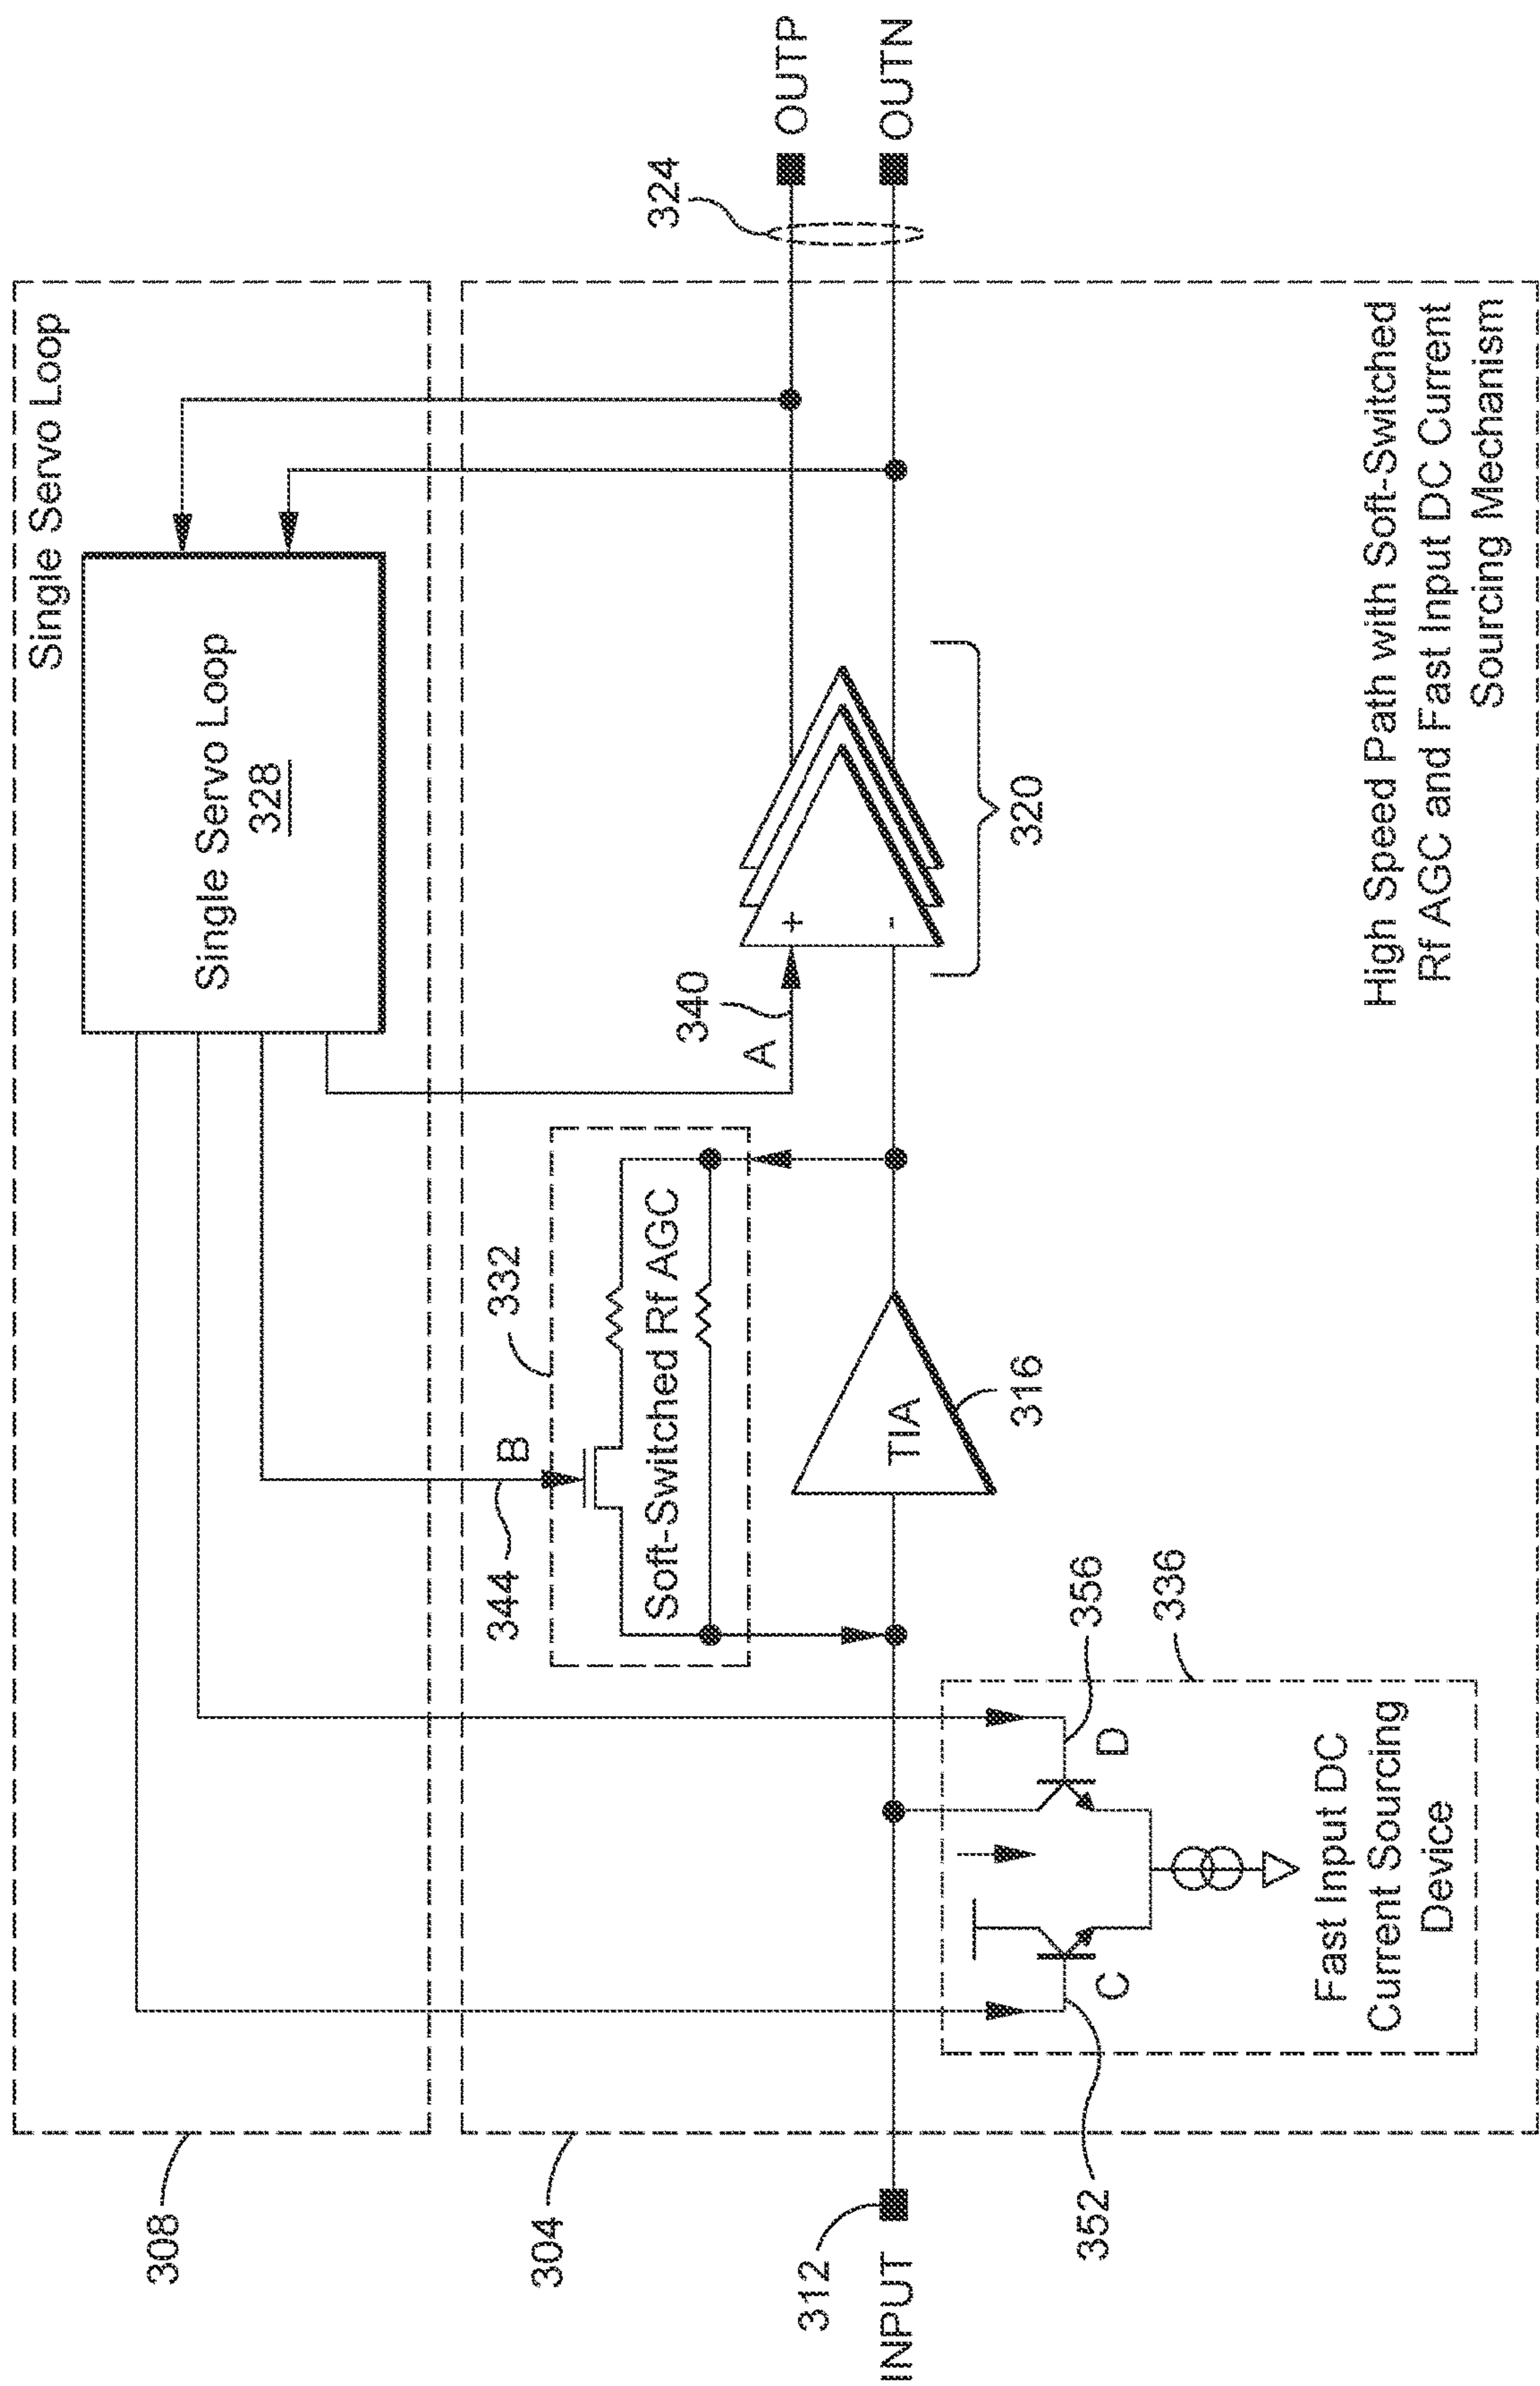 Single Servo Loop
Single Servo Loop
328
308
304
312
INPUT
344
B
332
Soft-Switched Rf AGC
TIA
316
A
340
+
-
320
324
OUTP
OUTN
352
C
D
356
336
Fast Input DC
Current Sourcing
Device
High Speed Path with Soft-Switched
Rf AGC and Fast Input DC Current
Sourcing Mechanism